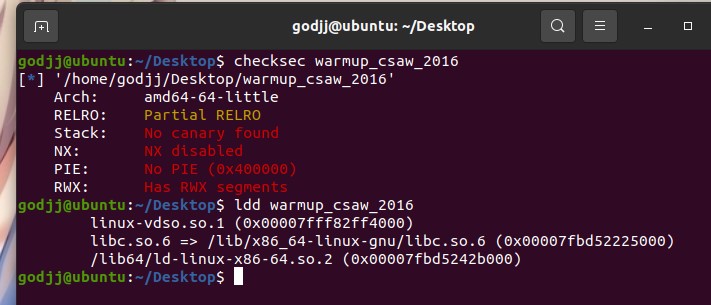 godjj@ubuntu: ~/Desktop
godjj@ubuntu:~/Desktop$ checksec warmup_csaw_2016
[*] '/home/godjj/Desktop/warmup_csaw_2016'
    Arch:     amd64-64-little
    RELRO:    Partial RELRO
    Stack:    No canary found
    NX:       NX disabled
    PIE:      No PIE (0x400000)
    RWX:      Has RWX segments
godjj@ubuntu:~/Desktop$ ldd warmup_csaw_2016
        linux-vdso.so.1 (0x00007fff82ff4000)
        libc.so.6 => /lib/x86_64-linux-gnu/libc.so.6 (0x00007fbd52225000)
        /lib64/ld-linux-x86-64.so.2 (0x00007fbd5242b000)
godjj@ubuntu:~/Desktop$